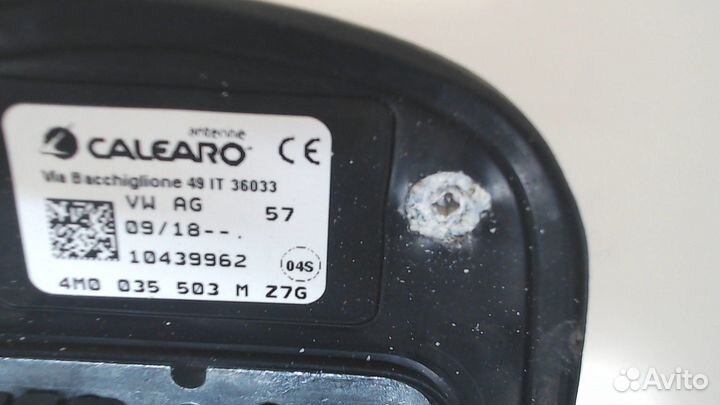 antenne
CALEARO CE
Via Bacchiglione 49 IT 36033
VW AG 57
09/18--.
10439962 04S
4M0 035 503 M Z7G
Avito